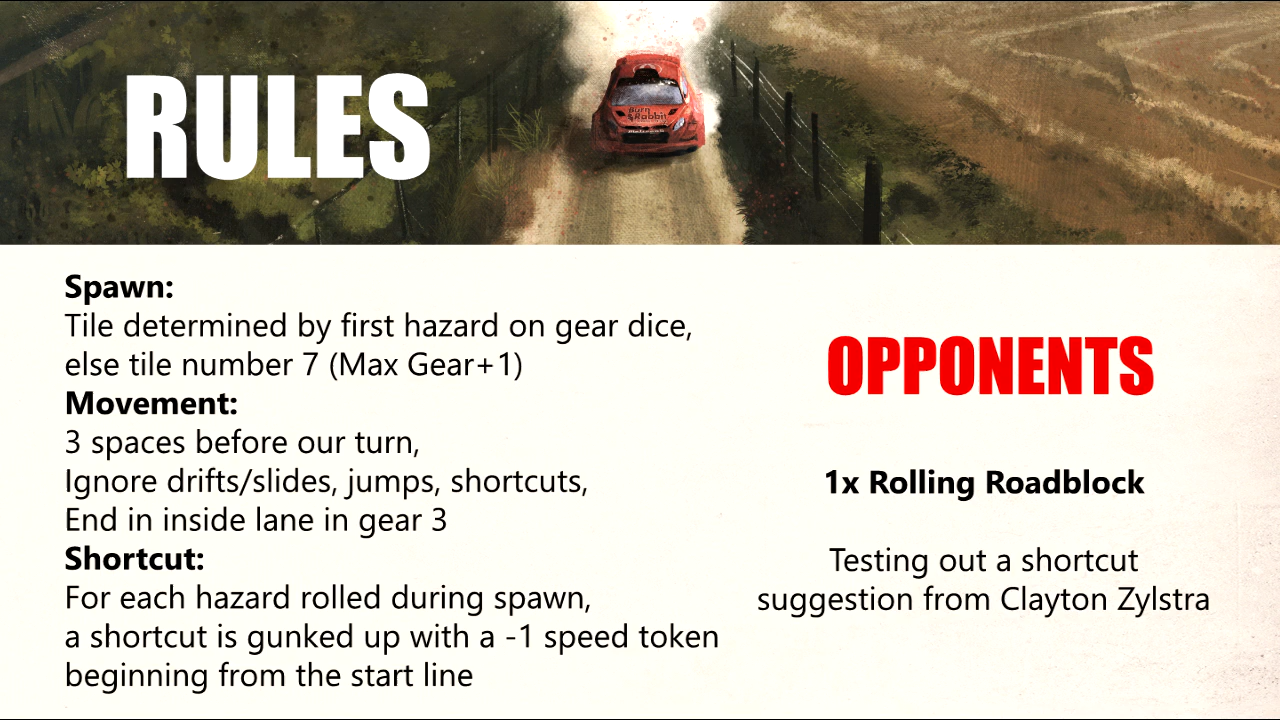 RULES
Burn
Rabbit
Spawn:
Tile determined by first hazard on gear dice,
else tile number 7 (Max Gear+1)
Movement:
3 spaces before our turn,
Ignore drifts/slides, jumps, shortcuts,
End in inside lane in gear 3
Shortcut:
For each hazard rolled during spawn,
a shortcut is gunked up with a -1 speed token
beginning from the start line
OPPONENTS
1x Rolling Roadblock
Testing out a shortcut
suggestion from Clayton Zylstra